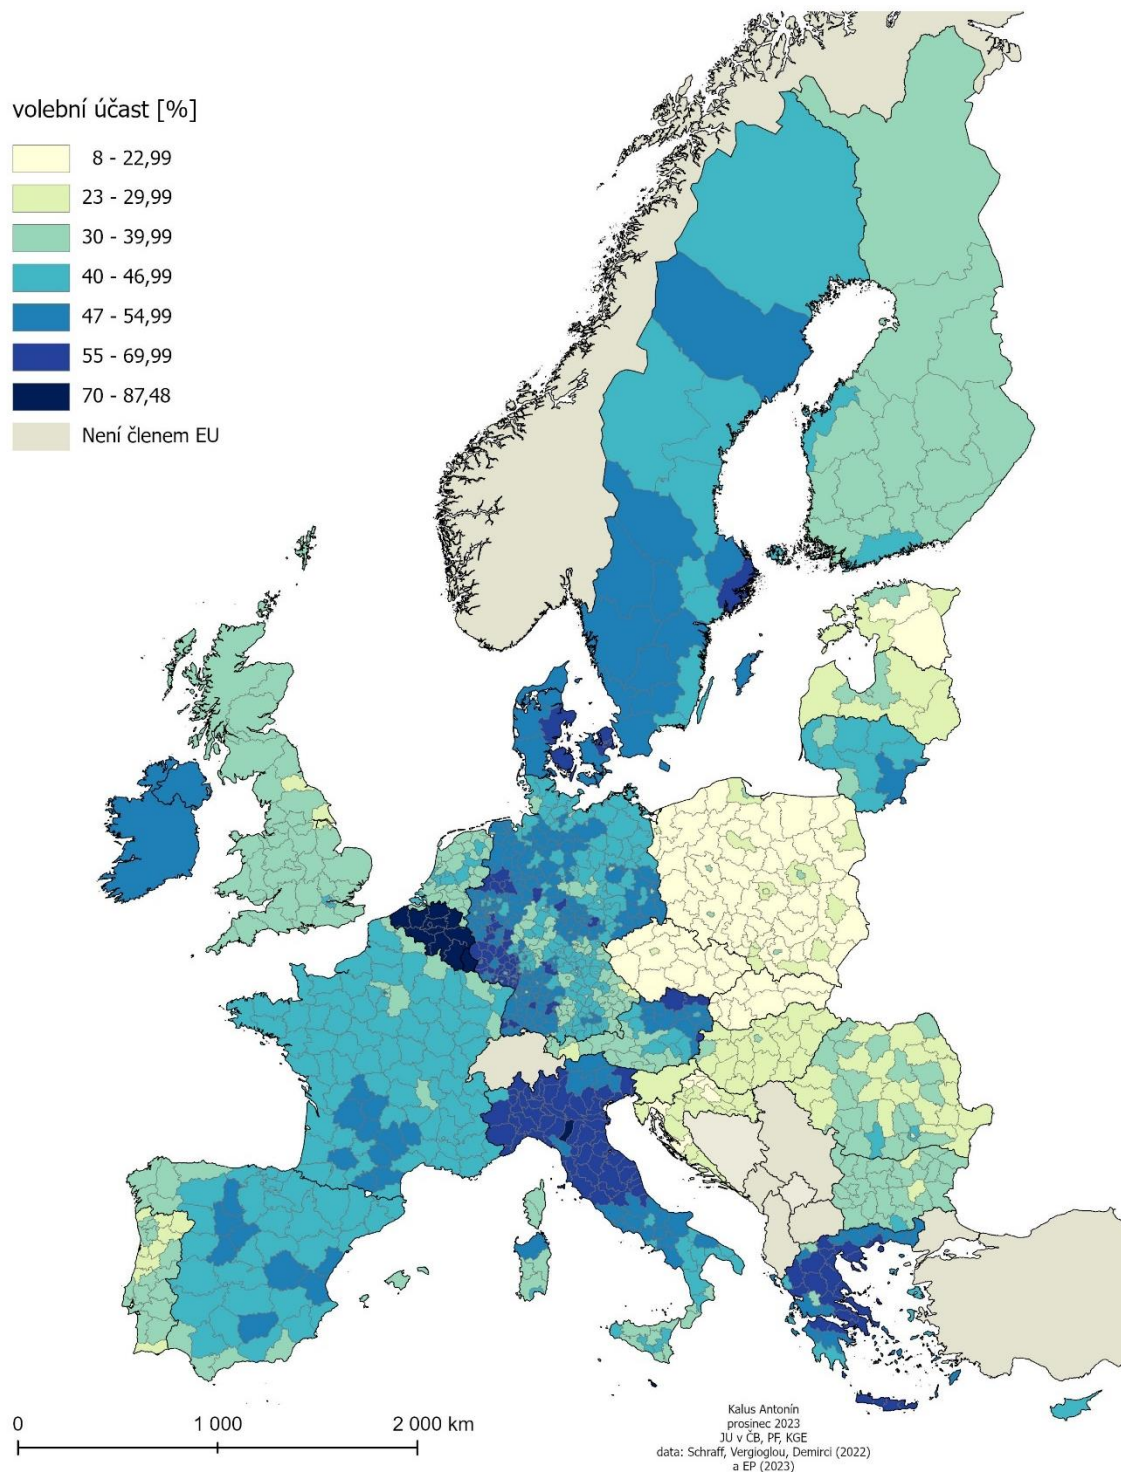 volební účast [%]
8 - 22,99
23 - 29,99
30 - 39,99
40 - 46,99
47 - 54,99
55 - 69,99
70 - 87,48
Není členem EU
0 1 000 2 000 km
Kalus Antonín
prosinec 2023
JU v ČB, PF, KGE
data: Schraff, Vergioglou, Demirci (2022)
a EP (2023)